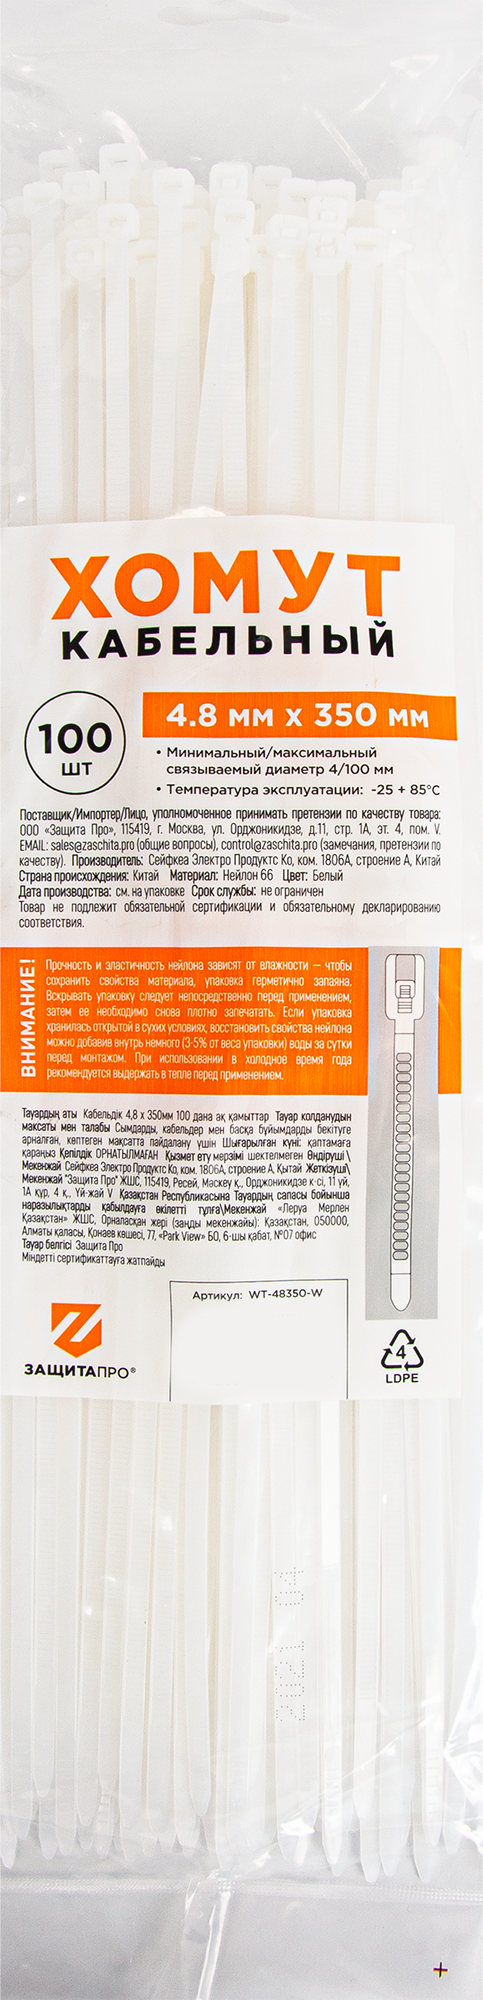 ХОМУТ
КАБЕЛЬНЫЙ
100
ШТ
4.8 мм х 350 мм
• Минимальный/максимальный
связываемый диаметр 4/100 мм
• Температура эксплуатации: -25 + 85°C
Поставщик/Импортер/Лицо, уполномоченное принимать претензии по качеству товара:
ООО «Защита Про», 115419, г. Москва, ул. Орджоникидзе, д.11, стр. 1А, эт. 4, пом. V.
EMAIL: sales@zaschita.pro (общие вопросы), control@zaschita.pro (замечания, претензии по
качеству). Производитель: Сейфкеа Электро Продуктс Ко, ком. 1806А, строение А, Китай
Страна происхождения: Китай Материал: Нейлон 66 Цвет: Белый
Дата производства: см. на упаковке Срок службы: не ограничен
Товар не подлежит обязательной сертификации и обязательному декларированию
соответствия.
ВНИМАНИЕ!
Прочность и эластичность нейлона зависят от влажности — чтобы
сохранить свойства материала, упаковка герметично запаяна.
Вскрывать упаковку следует непосредственно перед применением,
затем ее необходимо снова плотно запечатать. Если упаковка
хранилась открытой в сухих условиях, восстановить свойства нейлона
можно добавив внутрь немного (3-5% от веса упаковки) воды за сутки
перед монтажом. При использовании в холодное время года
рекомендуется выдержать в тепле перед применением.
Тауардың аты Кабельдік 4,8 х 350мм 100 дана ақ қамыттар Тауар қолданудын
мақсаты мен талабы Сымдарды, кабельдер мен басқа буйымдарды бекітуге
арналған, көптеген мақсатта пайдалану үшін Шығарылған күні: қаптамаға
қараңыз Кепілдік ОРНАТЫЛМАҒАН Қызмет ету мерзімі шектелмеген Өндіруші\
Мекенжай Сейфкеа Электро Продуктс Ко, ком. 1806А, строение А, Қытай Жеткізуші\
Мекенжай "Защита Про" ЖШС, 115419, Ресей, Мәскеу қ., Орджоникидзе к-сі, 11 үй,
1А құр, 4 қ., Үй-жай V Қазақстан Республикасына Тауардың сапасы бойынша
наразылықтарды қабылдауға өкілетті тұлға\Мекенжай «Леруа Мерлен
Қазақстан» ЖШС, Орналасқан жері (заңды мекенжайы): Қазақстан, 050000,
Алматы қаласы, Қонаев көшесі, 77, «Park View» БО, 6-шы қабат, №07 офис
Тауар белгісі Защита Про
Міндетті сертификаттауға жатпайды
Артикул: WT-48350-W
ЗАЩИТАПРО®
4
LDPE
2021 04